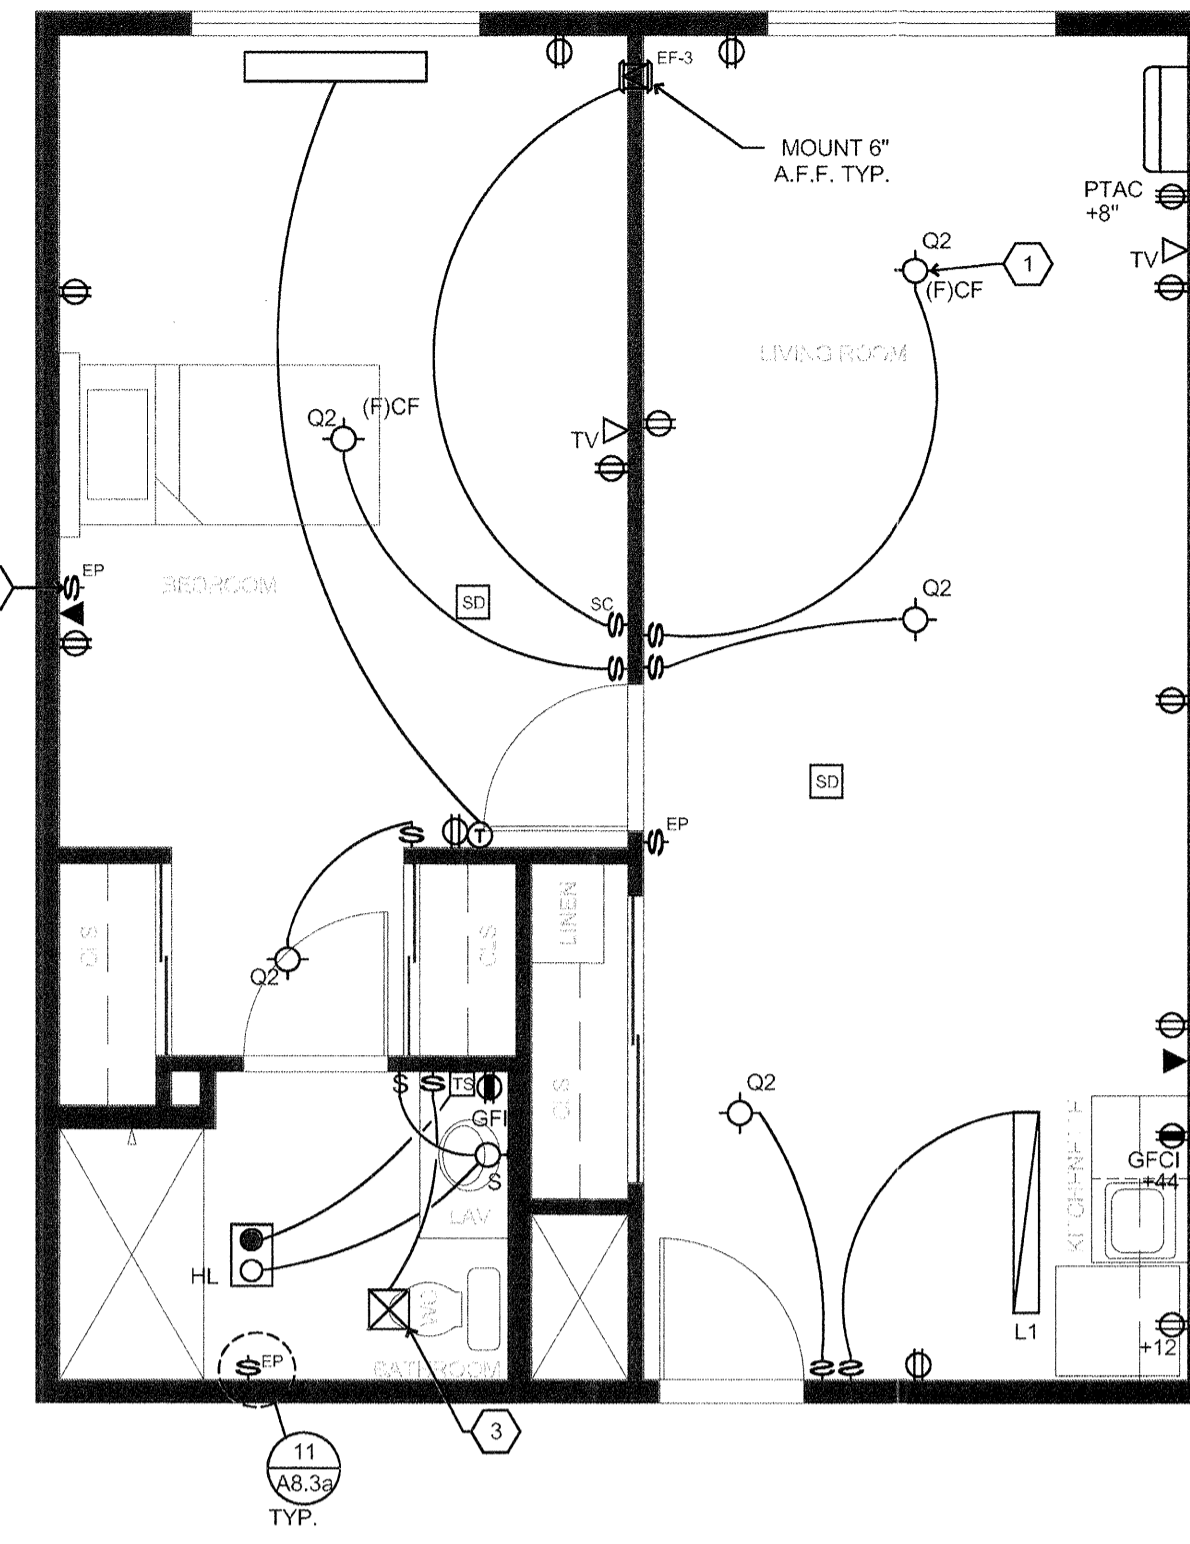 EF-3
MOUNT 6"
A.F.F. TYP.
PTAC
+8"
Q2
1
TV
(F)CF
LIVING ROOM
(F)CF
Q2
TV
EP
BEDROOM
SD
SC
Q2
SD
EP
T
CLS
CLS
LINEN
Q2
S
TS
GFI
CLS
Q2
KITCHENETTE
GFCI
+44
S
LAV
HL
WC
L1
+12
EP
BATHROOM
3
11
A8.3a
TYP.